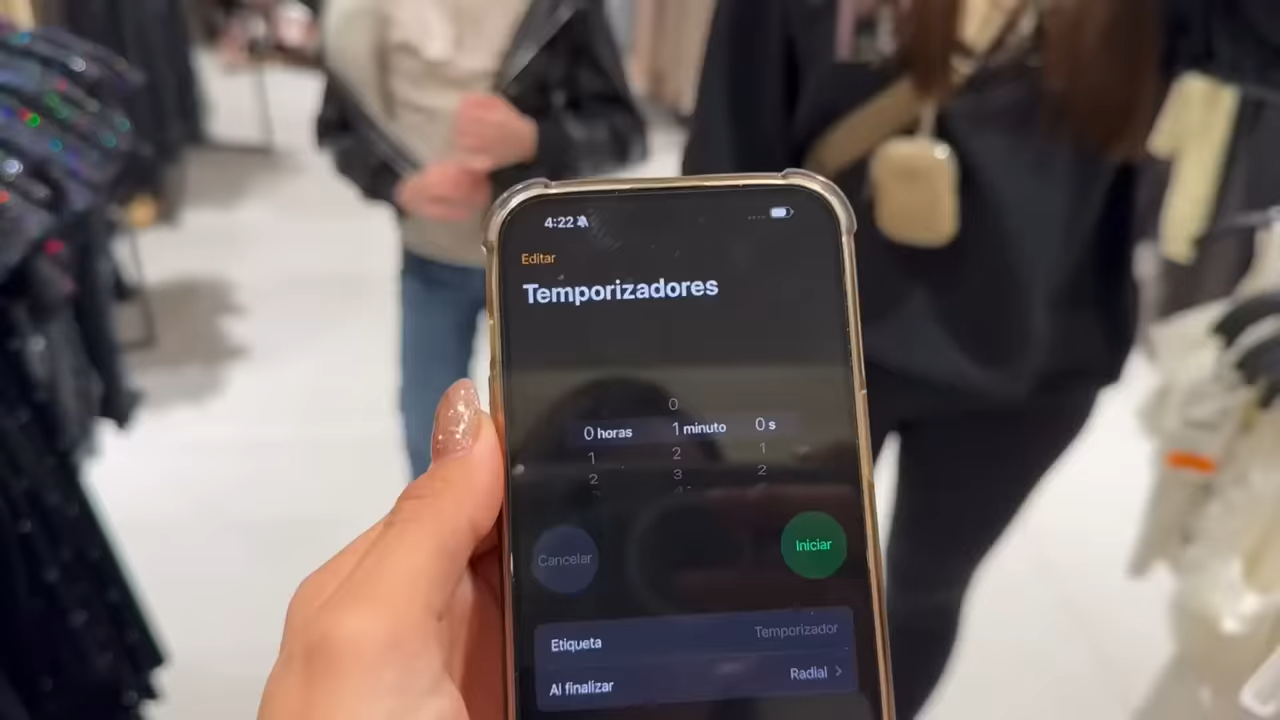 4:22
Editar
Temporizadores
0
0 horas 1 minuto 0 s
1 2 1
2 3 2
Cancelar Iniciar
Etiqueta Temporizador
Al finalizar Radial >